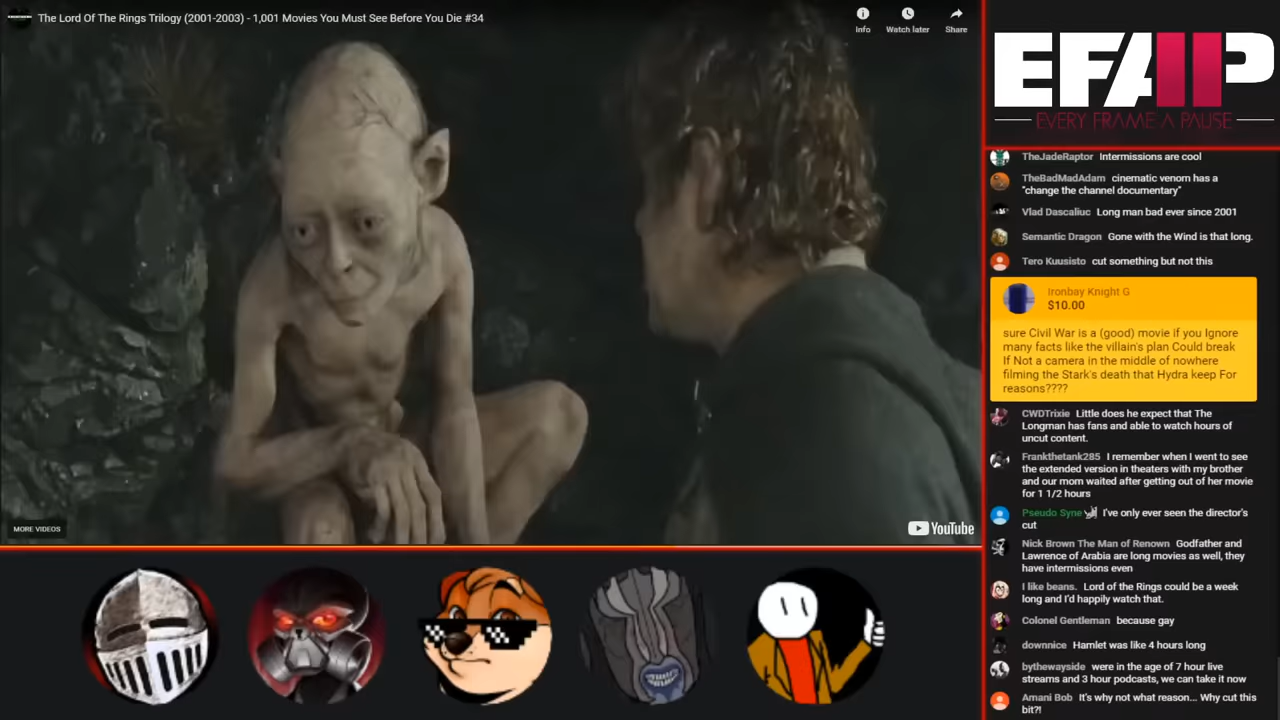 The Lord Of The Rings Trilogy (2001-2003) - 1,001 Movies You Must See Before You Die #34
Info
Watch later
Share
MORE VIDEOS
YouTube
EFAP
EVERY FRAME A PAUSE
TheJadeRaptor Intermissions are cool
TheBadMadAdam cinematic venom has a
"change the channel documentary"
Vlad Dascaliuc Long man bad ever since 2001
Semantic Dragon Gone with the Wind is that long.
Tero Kuusisto cut something but not this
Ironbay Knight G
$10.00
sure Civil War is a (good) movie if you Ignore
many facts like the villain's plan Could break
If Not a camera in the middle of nowhere
filming the Stark's death that Hydra keep For
reasons????
CWDTrixie Little does he expect that The
Longman has fans and able to watch hours of
uncut content.
Frankthetank285 I remember when I went to see
the extended version in theaters with my brother
and our mom waited after getting out of her movie
for 1 1/2 hours
Pseudo Syne I've only ever seen the director's
cut
Nick Brown The Man of Renown Godfather and
Lawrence of Arabia are long movies as well, they
have intermissions even
I like beans. Lord of the Rings could be a week
long and I'd happily watch that.
Colonel Gentleman because gay
downnice Hamlet was like 4 hours long
bythewayside were in the age of 7 hour live
streams and 3 hour podcasts, we can take it now
Amani Bob It's why not what reason... Why cut this
bit?!